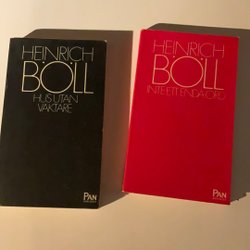 HEINRICH
BÖLL
HUS UTAN
VÄKTARE
PAN
HEINRICH
BÖLL
INTE ETT ENDA ORD
PAN